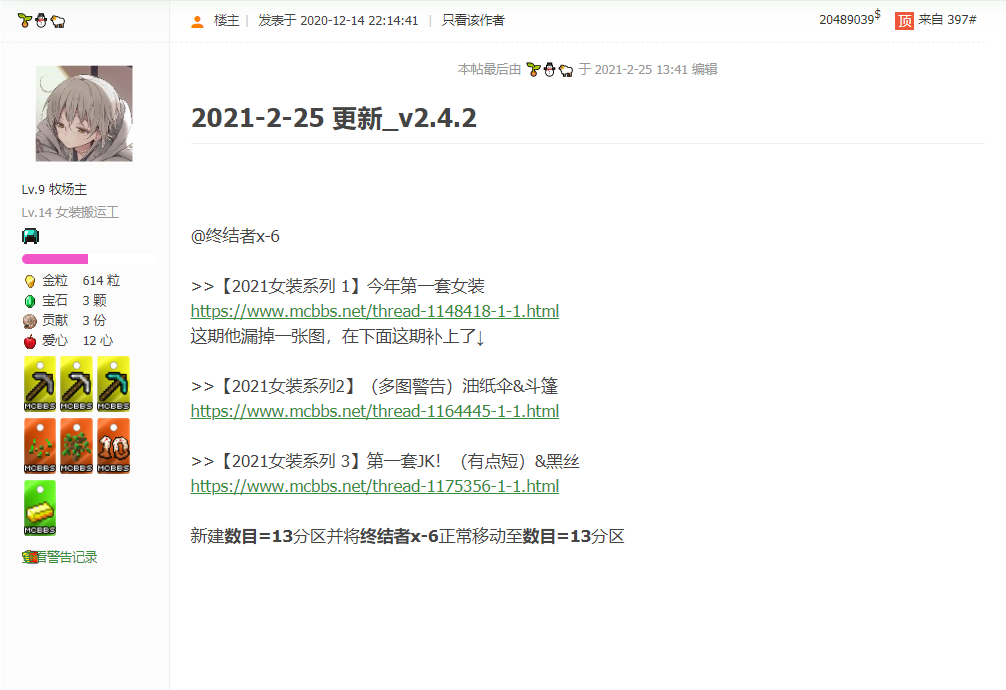 楼主 | 发表于 2020-12-14 22:14:41 | 只看该作者
20489039$ 顶 来自 397#
本帖最后由 于 2021-2-25 13:41 编辑
2021-2-25 更新_v2.4.2
Lv.9 牧场主
Lv.14 女装搬运工
金粒 614 粒
宝石 3 颗
贡献 3 份
爱心 12 心
MCBBS MCBBS MCBBS
10
MCBBS MCBBS MCBBS
MCBBS
看警告记录
@终结者x-6
>>【2021女装系列 1】今年第一套女装
https://www.mcbbs.net/thread-1148418-1-1.html
这期他漏掉一张图，在下面这期补上了↓
>>【2021女装系列2】（多图警告）油纸伞&斗篷
https://www.mcbbs.net/thread-1164445-1-1.html
>>【2021女装系列 3】第一套JK！（有点短）&黑丝
https://www.mcbbs.net/thread-1175356-1-1.html
新建数目=13分区并将终结者x-6正常移动至数目=13分区